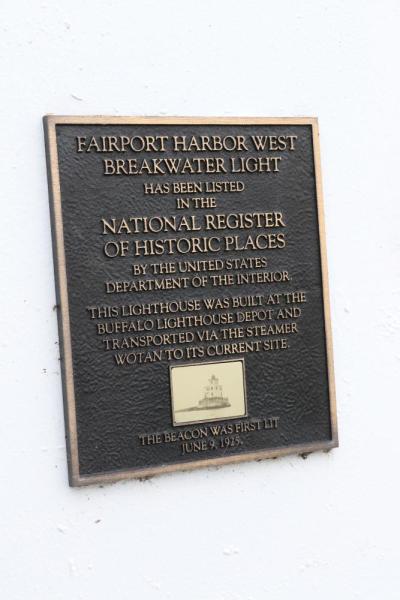 FAIRPORT HARBOR WEST
BREAKWATER LIGHT
HAS BEEN LISTED
IN THE
NATIONAL REGISTER
OF HISTORIC PLACES
BY THE UNITED STATES
DEPARTMENT OF THE INTERIOR.
THIS LIGHTHOUSE WAS BUILT AT THE
BUFFALO LIGHTHOUSE DEPOT AND
TRANSPORTED VIA THE STEAMER
WOTAN TO ITS CURRENT SITE.
THE BEACON WAS FIRST LIT
JUNE 9, 1925.